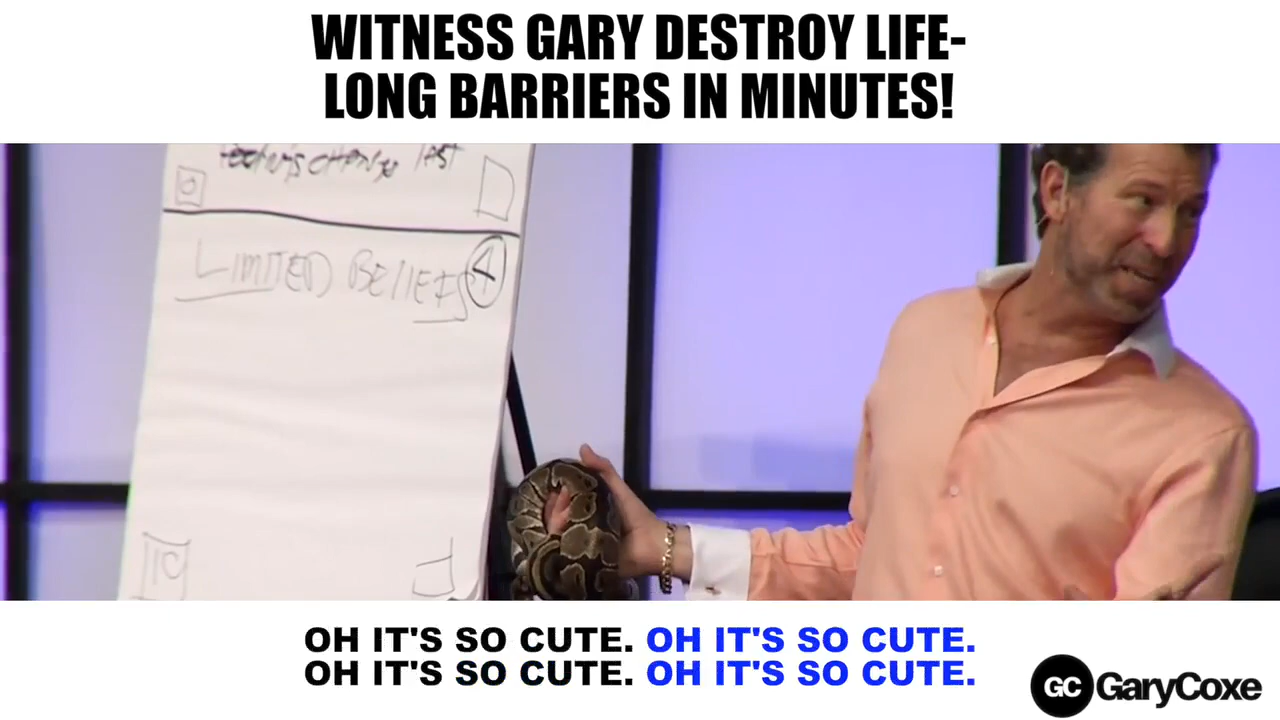 WITNESS GARY DESTROY LIFE-
LONG BARRIERS IN MINUTES!
LAST
LIMITED BELIEFS 4
OH IT'S SO CUTE. OH IT'S SO CUTE.
OH IT'S SO CUTE. OH IT'S SO CUTE.
GC GaryCoxe